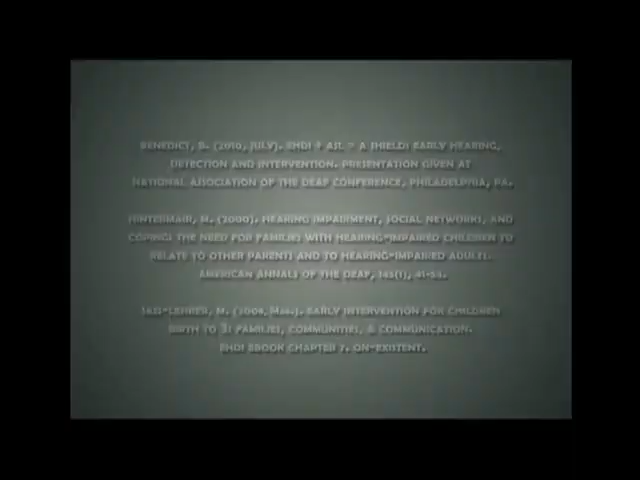 BENEDICT, B. (2010, JULY). EHDI + ASL = A SHIELD: EARLY HEARING,
DETECTION AND INTERVENTION. PRESENTATION GIVEN AT
NATIONAL ASSOCIATION OF THE DEAF CONFERENCE, PHILADELPHIA, PA.
HINTERMAIR, M. (2000). HEARING IMPAIRMENT, SOCIAL NETWORKS, AND
COPING: THE NEED FOR FAMILIES WITH HEARING-IMPAIRED CHILDREN TO
RELATE TO OTHER PARENTS AND TO HEARING-IMPAIRED ADULTS.
AMERICAN ANNALS OF THE DEAF, 145(1), 41-53.
M. EARLY INTERVENTION FOR CHILDREN
BIRTH TO 3: FAMILIES, COMMUNITIES, & COMMUNICATION.
EHDI EBOOK CHAPTER 7. ON-EXISTENT.